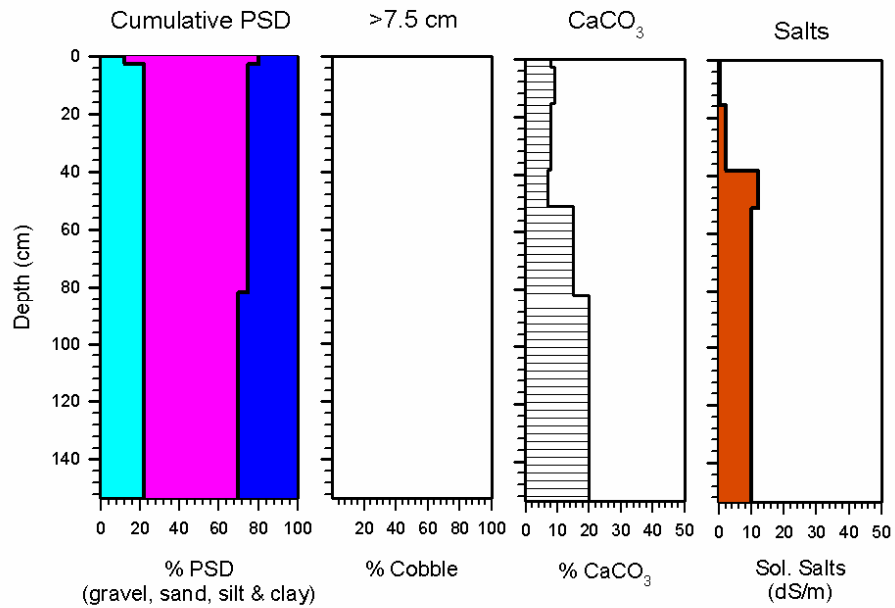 Cumulative PSD
>7.5 cm
CaCO₃
Salts
Depth (cm)
0
20
40
60
80
100
120
140
0 20 40 60 80 100
0 20 40 60 80 100
0 10 20 30 40 50
0 10 20 30 40 50
% PSD
(gravel, sand, silt & clay)
% Cobble
% CaCO₃
Sol. Salts
(dS/m)